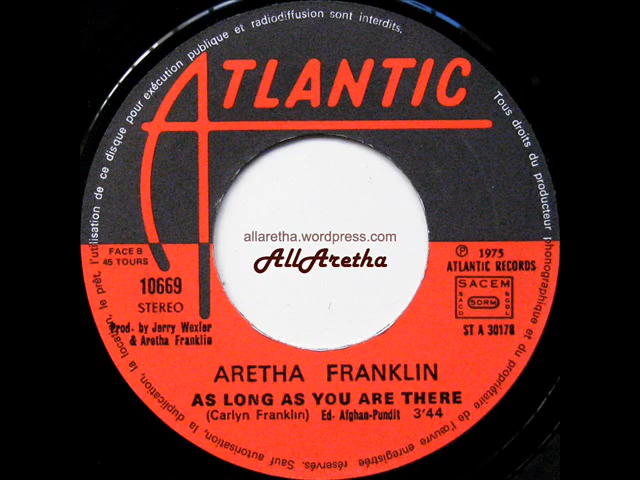 ATLANTIC
Tous droits du producteur phonographique et de l'œuvre enregistrée réservés. Sauf autorisation, la duplication, la location, le prêt, l'utilisation de ce disque pour exécution publique et radiodiffusion sont interdits.
FACE B
45 TOURS
10669
STEREO
Prod. by Jerry Wexler
& Aretha Franklin
allaretha.wordpress.com
AllAretha
℗ 1975
ATLANTIC RECORDS
SACEM
SACD
SDRM
SGDL
ST A 30178
ARETHA FRANKLIN
AS LONG AS YOU ARE THERE
(Carlyn Franklin) Ed. Afghan-Pundit 3'44